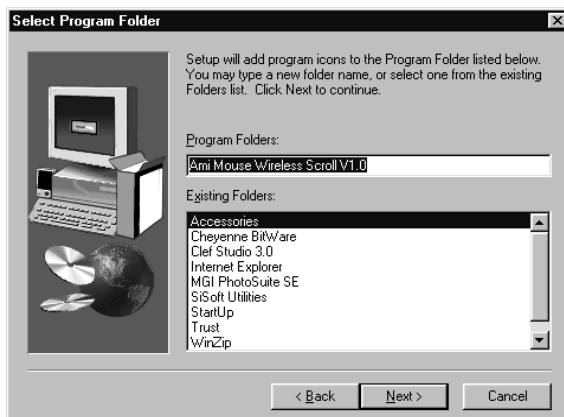 Select Program Folder
Setup will add program icons to the Program Folder listed below.
You may type a new folder name, or select one from the existing
Folders list. Click Next to continue.
Program Folders:
Ami Mouse Wireless Scroll V1.0
Existing Folders:
Accessories
Cheyenne BitWare
Clef Studio 3.0
Internet Explorer
MGI PhotoSuite SE
SiSoft Utilities
StartUp
Trust
WinZip
< Back
Next >
Cancel